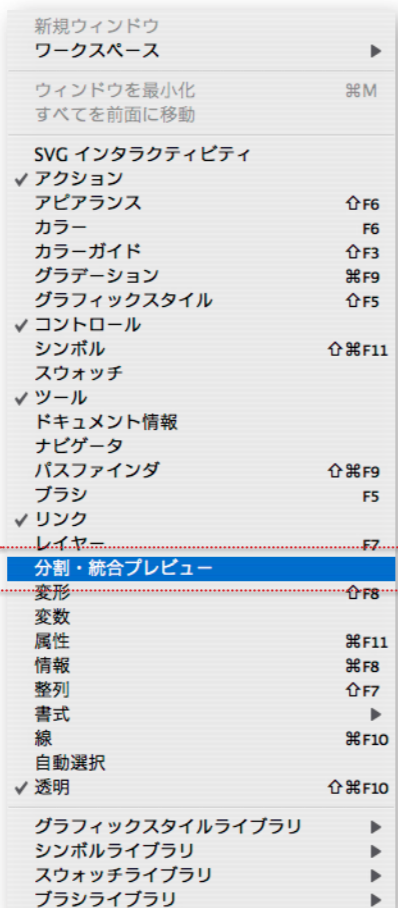 新規ウィンドウ
ワークスペース ▶
ウィンドウを最小化 ⌘M
すべてを前面に移動
SVG インタラクティビティ
✓ アクション
アピアランス ⇧F6
カラー F6
カラーガイド ⇧F3
グラデーション ⌘F9
グラフィックスタイル ⇧F5
✓ コントロール
シンボル ⇧⌘F11
スウォッチ
✓ ツール
ドキュメント情報
ナビゲータ
パスファインダ ⇧⌘F9
ブラシ F5
✓ リンク
レイヤー F7
分割・統合プレビュー
変形 ⇧F8
変数
属性 ⌘F11
情報 ⌘F8
整列 ⇧F7
書式 ▶
線 ⌘F10
自動選択
✓ 透明 ⇧⌘F10
グラフィックスタイルライブラリ ▶
シンボルライブラリ ▶
スウォッチライブラリ ▶
ブラシライブラリ ▶